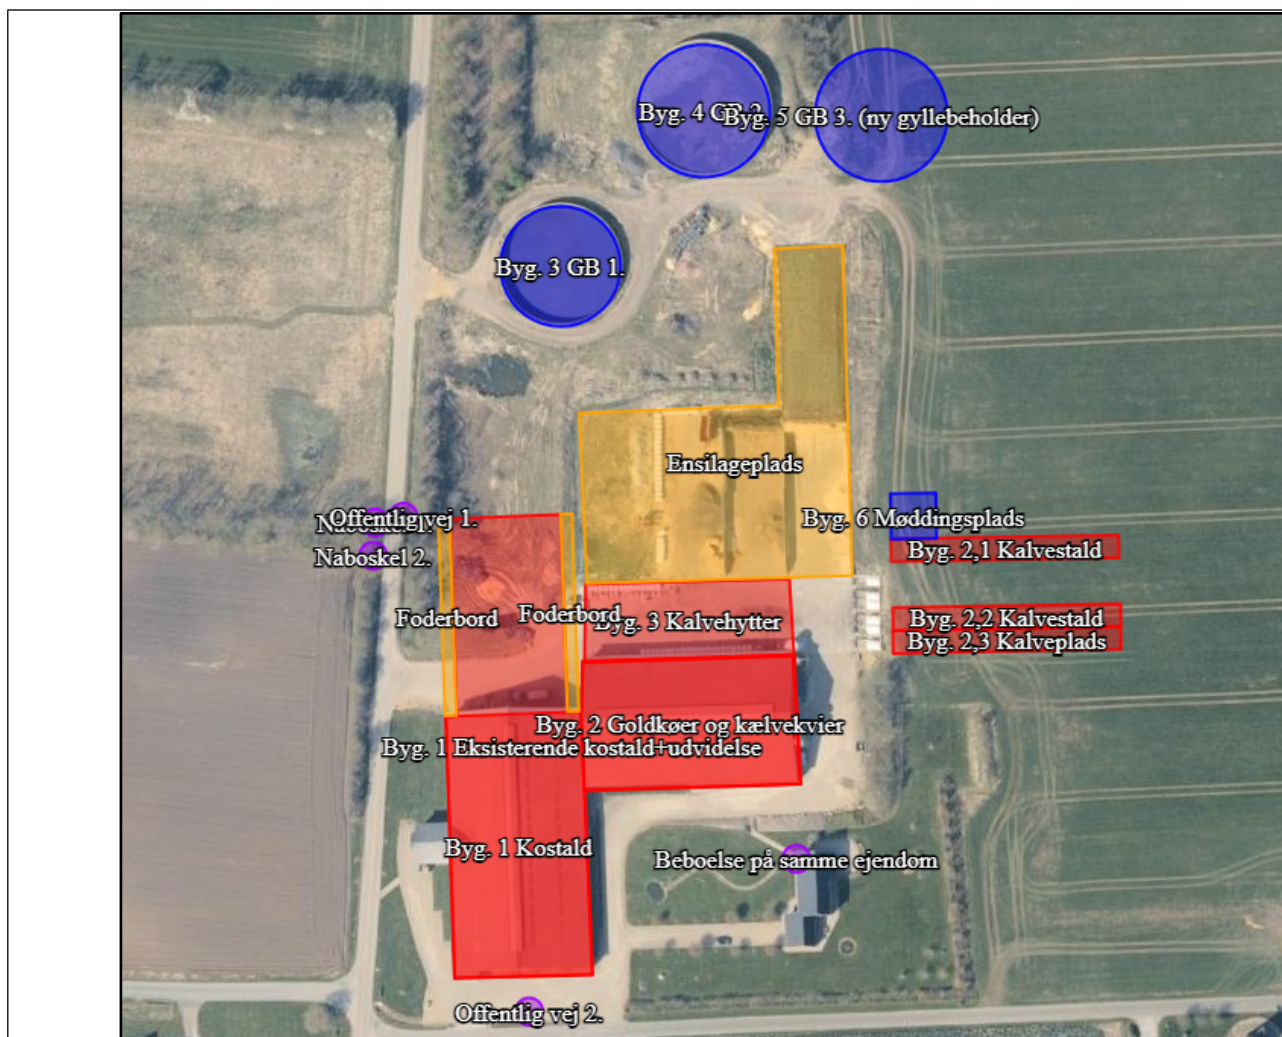 Byg. 4 GB 2.
Byg. 5 GB 3. (ny gyllebeholder)
Byg. 3 GB 1.
Ensilageplads
Offentlig vej 1.
Byg. 6 Møddingsplads
Naboskel 2.
Byg. 2,1 Kalvestald
Foderbord
Foderbord
Byg. 3 Kalvehytter
Byg. 2,2 Kalvestald
Byg. 2,3 Kalveplads
Byg. 2 Goldkøer og kælvekvier
Byg. 1 Eksisterende kostald+udvidelse
Byg. 1 Kostald
Beboelse på samme ejendom
Offentlig vej 2.